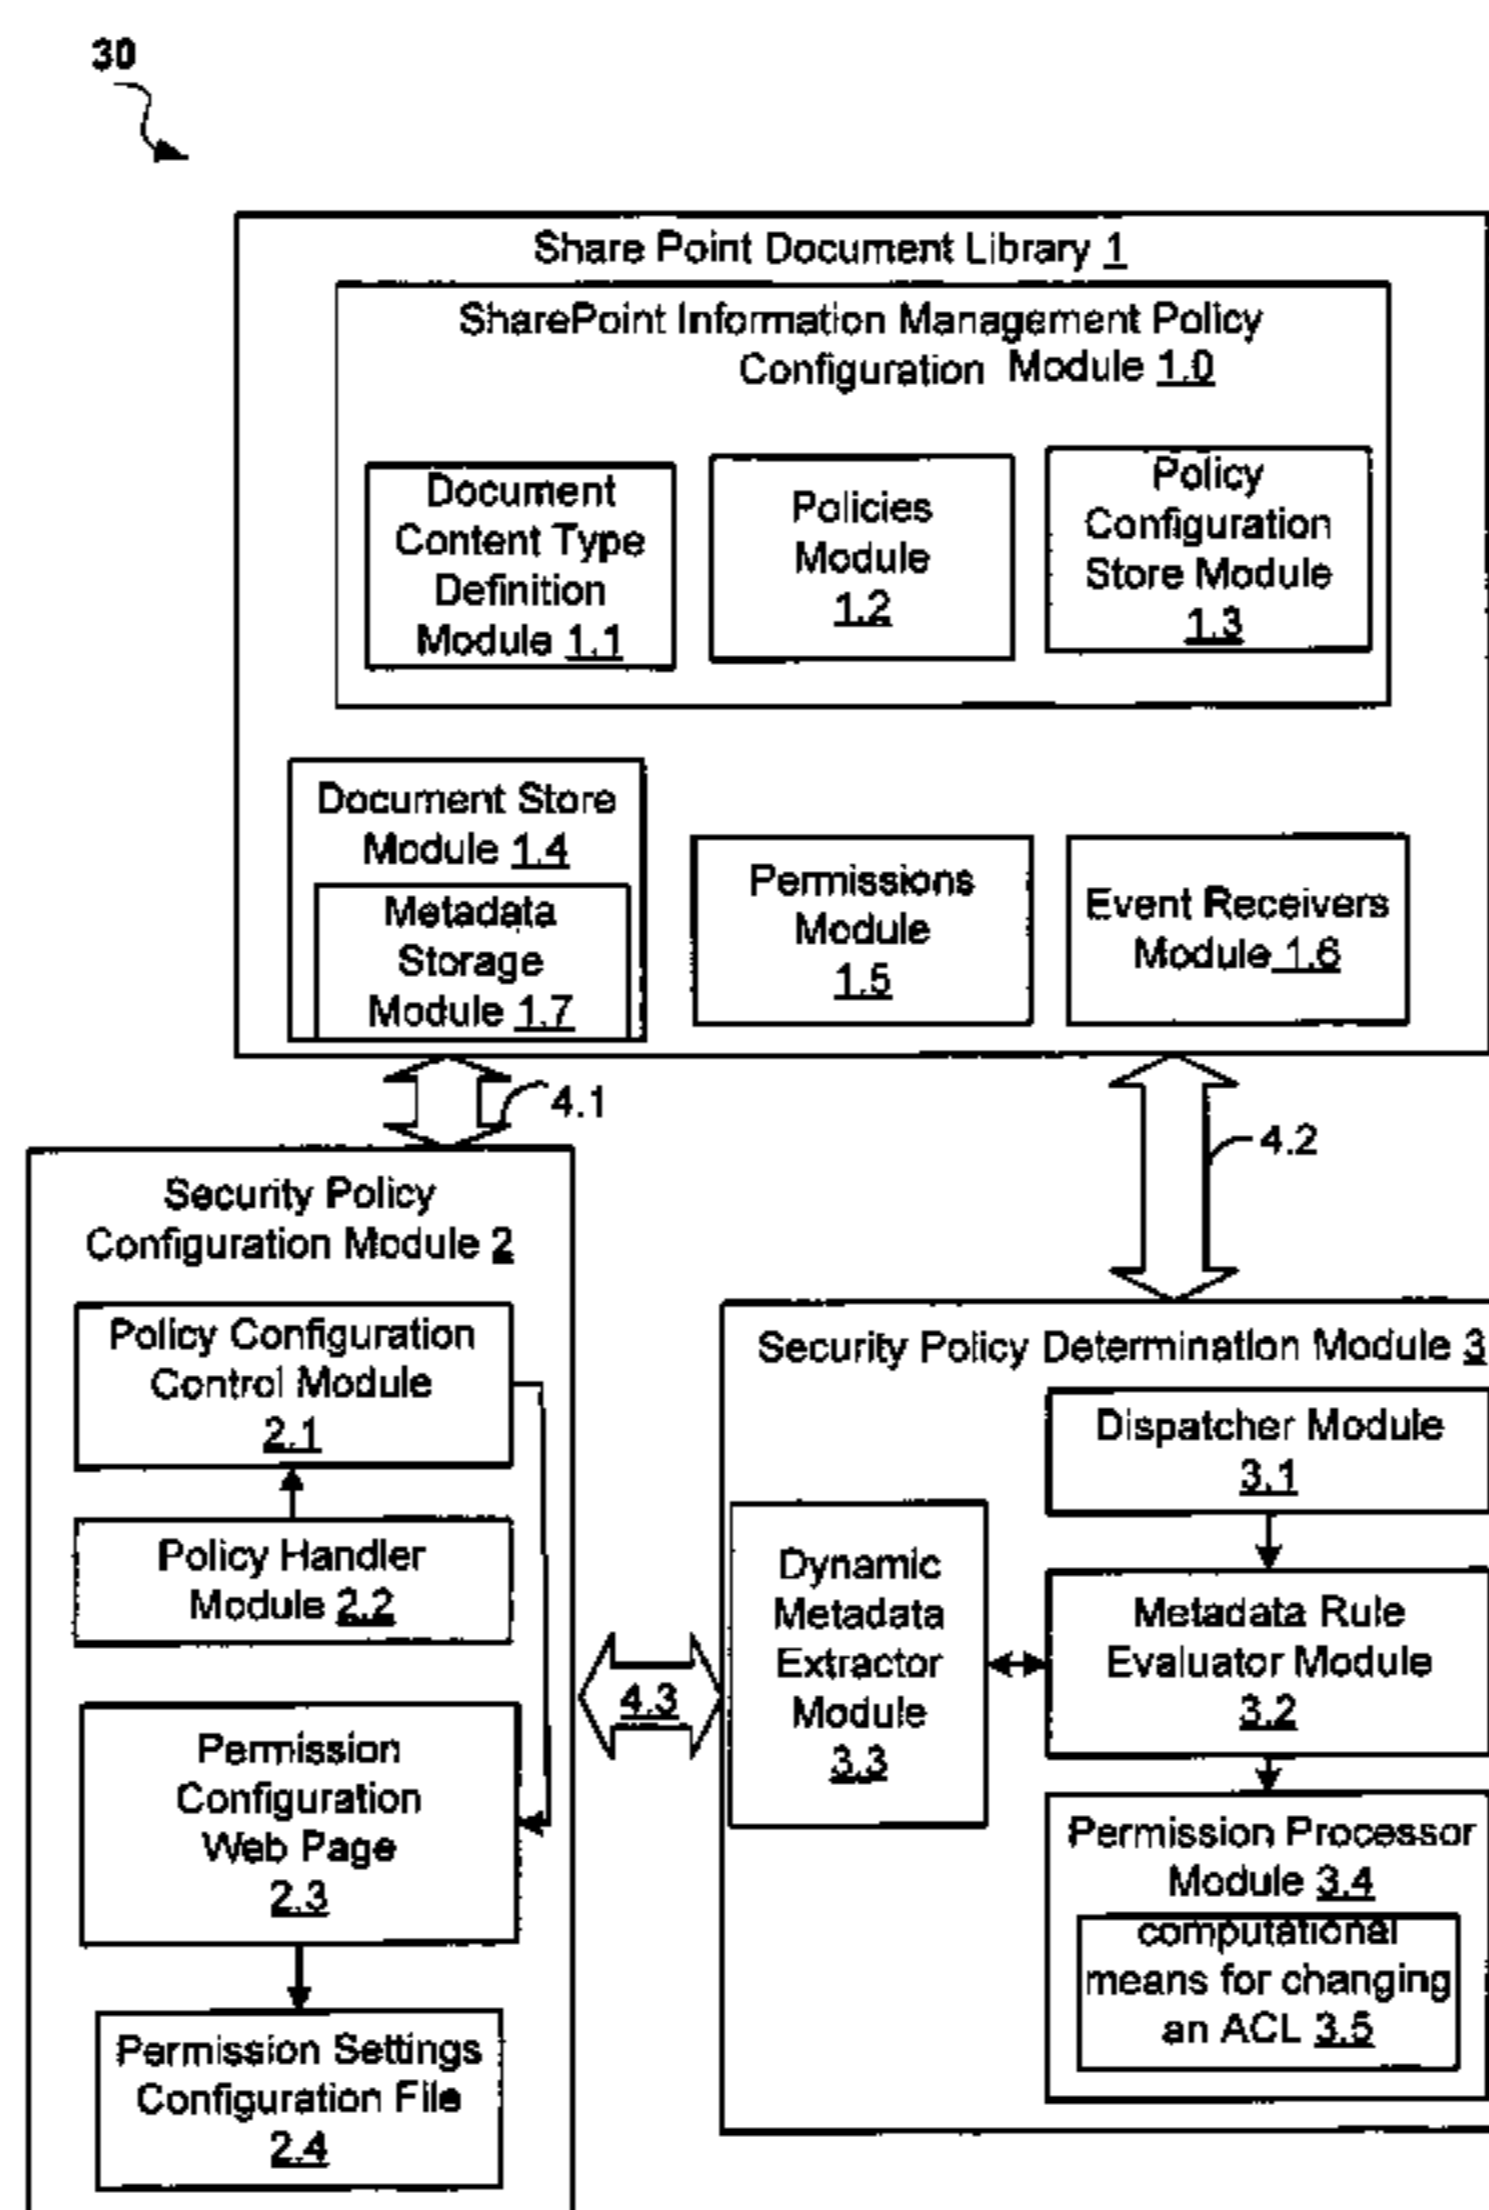 30
Share Point Document Library 1
SharePoint Information Management Policy
Configuration Module 1.0
Document
Content Type
Definition
Module 1.1
Policies
Module
1.2
Policy
Configuration
Store Module
1.3
Document Store
Module 1.4
Metadata
Storage
Module 1.7
Permissions
Module
1.5
Event Receivers
Module 1.6
4.1
4.2
Security Policy
Configuration Module 2
Policy Configuration
Control Module
2.1
Policy Handler
Module 2.2
Permission
Configuration
Web Page
2.3
Permission Settings
Configuration File
2.4
4.3
Security Policy Determination Module 3
Dispatcher Module
3.1
Dynamic
Metadata
Extractor
Module
3.3
Metadata Rule
Evaluator Module
3.2
Permission Processor
Module 3.4
computational
means for changing
an ACL 3.5